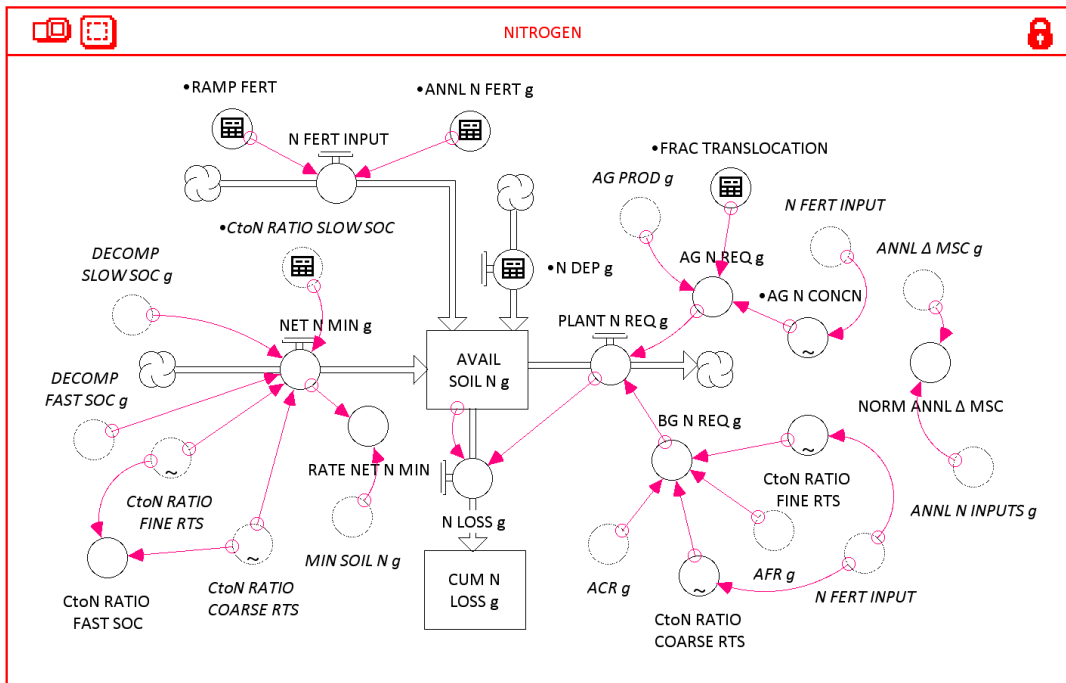 NITROGEN
•RAMP FERT
•ANNL N FERT g
N FERT INPUT
•FRAC TRANSLOCATION
AG PROD g
N FERT INPUT
•CtoN RATIO SLOW SOC
DECOMP
SLOW SOC g
ANNL Δ MSC g
AG N REQ g
•N DEP g
•AG N CONCN
NET N MIN g
PLANT N REQ g
~
AVAIL
SOIL N g
DECOMP
FAST SOC g
NORM ANNL Δ MSC
BG N REQ g
~
~
RATE NET N MIN
CtoN RATIO
FINE RTS
CtoN RATIO
FINE RTS
ANNL N INPUTS g
N LOSS g
~
MIN SOIL N g
CtoN RATIO
COARSE RTS
CUM N
LOSS g
ACR g
~
AFR g
N FERT INPUT
CtoN RATIO
FAST SOC
CtoN RATIO
COARSE RTS